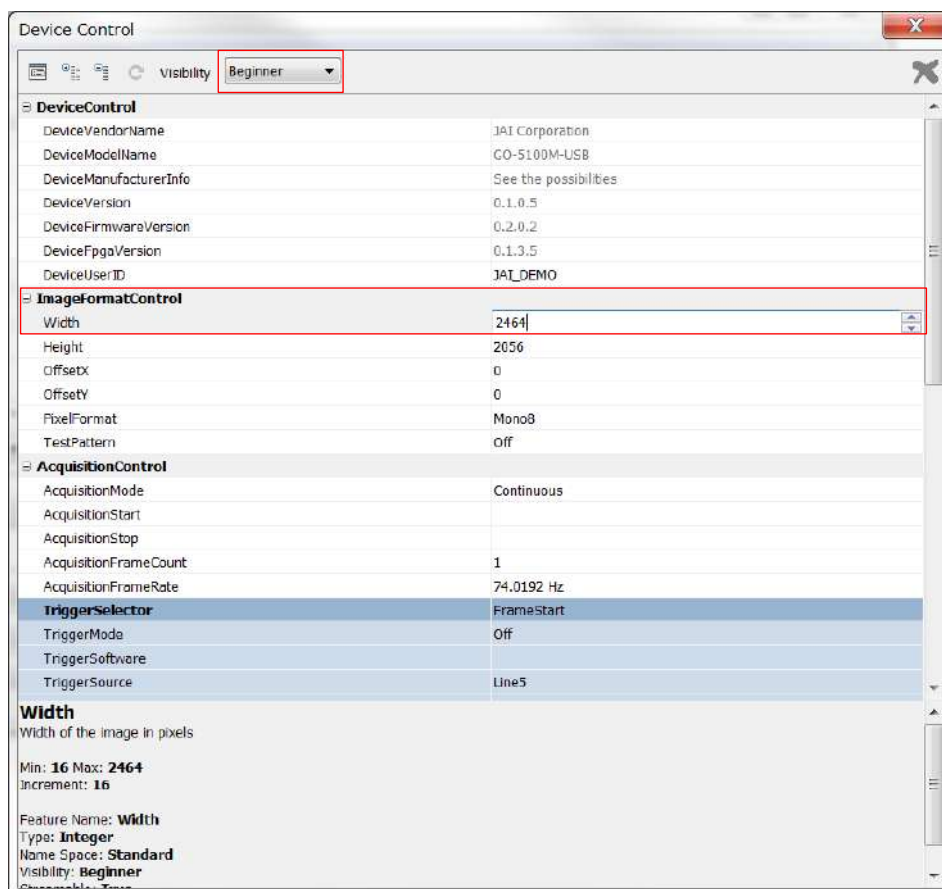 Device Control
Visibility Beginner
DeviceControl
DeviceVendorName JAI Corporation
DeviceModelName GO-5100M-USB
DeviceManufacturerInfo See the possibilities
DeviceVersion 0.1.0.5
DeviceFirmwareVersion 0.2.0.2
DeviceFpgaVersion 0.1.3.5
DeviceUserID JAI_DEMO
ImageFormatControl
Width 2464
Height 2056
OffsetX 0
OffsetY 0
PixelFormat Mono8
TestPattern Off
AcquisitionControl
AcquisitionMode Continuous
AcquisitionStart
AcquisitionStop
AcquisitionFrameCount 1
AcquisitionFrameRate 74.0192 Hz
TriggerSelector FrameStart
TriggerMode Off
TriggerSoftware
TriggerSource Line5
Width
Width of the image in pixels
Min: 16 Max: 2464
Increment: 16
Feature Name: Width
Type: Integer
Name Space: Standard
Visibility: Beginner
Streamable: True